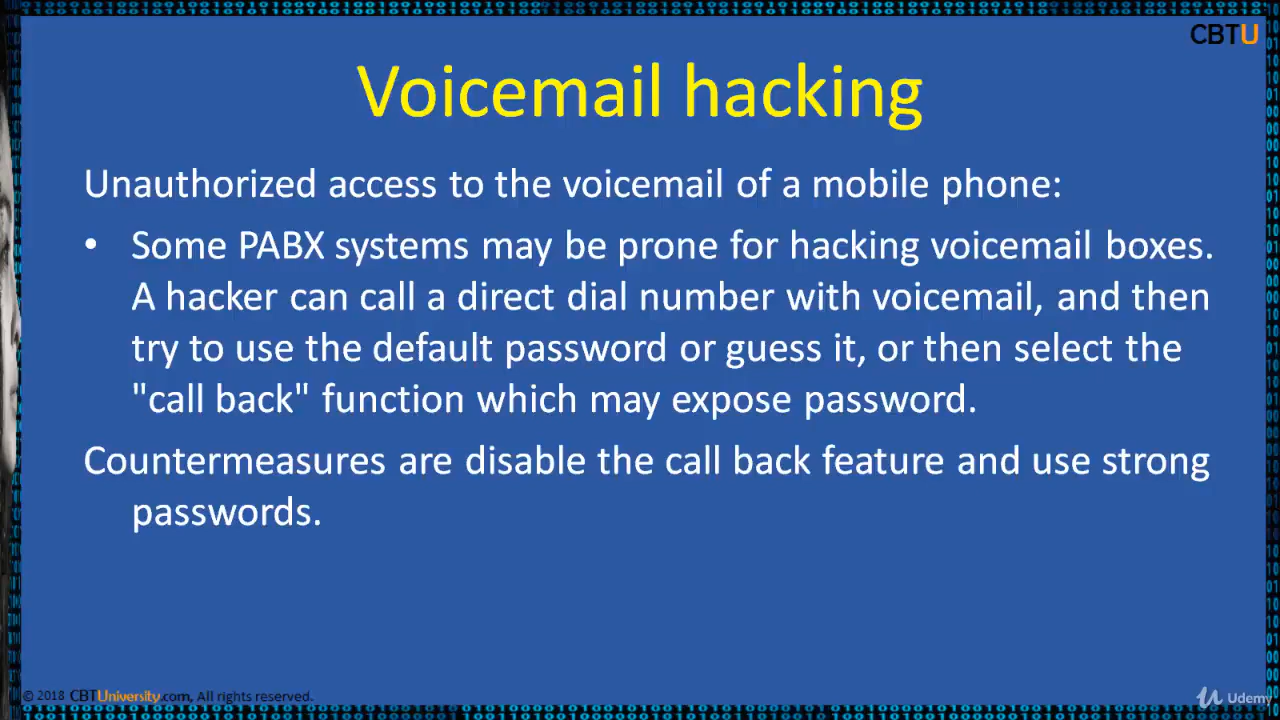 CBTU
Voicemail hacking
Unauthorized access to the voicemail of a mobile phone:
• Some PABX systems may be prone for hacking voicemail boxes.
A hacker can call a direct dial number with voicemail, and then
try to use the default password or guess it, or then select the
"call back" function which may expose password.
Countermeasures are disable the call back feature and use strong
passwords.
© 2018 CBTUniversity.com, All rights reserved.
Udemy